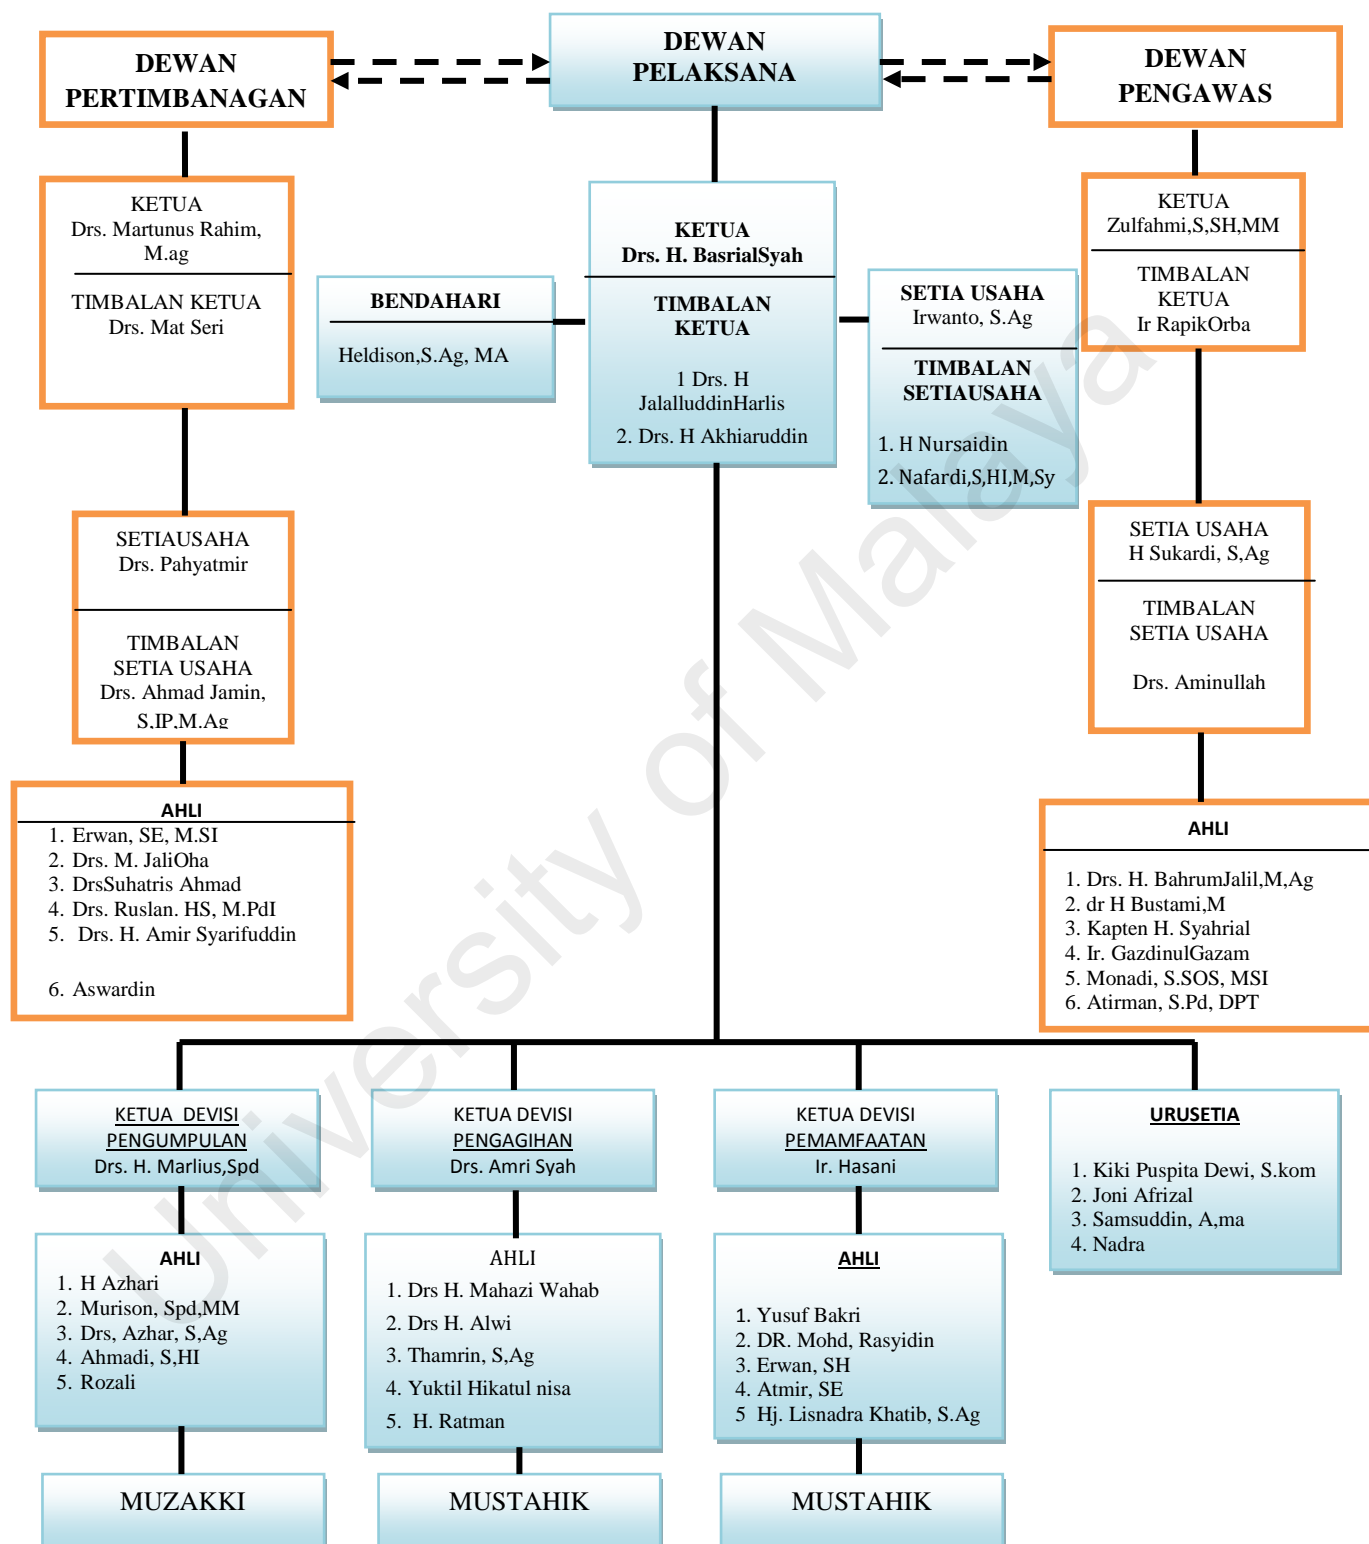 DEWAN
PERTIMBANAGAN
DEWAN
PELAKSANA
DEWAN
PENGAWAS
KETUA
Drs. Martunus Rahim,
M.ag
TIMBALAN KETUA
Drs. Mat Seri
SETIAUSAHA
Drs. Pahyatmir
TIMBALAN
SETIA USAHA
Drs. Ahmad Jamin,
S,IP,M.Ag
AHLI
1. Erwan, SE, M.SI
2. Drs. M. JaliOha
3. DrsSuhatris Ahmad
4. Drs. Ruslan. HS, M.PdI
5. Drs. H. Amir Syarifuddin
6. Aswardin
BENDAHARI
Heldison,S.Ag, MA
KETUA
Drs. H. BasrialSyah
TIMBALAN
KETUA
1 Drs. H
JalalluddinHarlis
2. Drs. H Akhiaruddin
SETIA USAHA
Irwanto, S.Ag
TIMBALAN
SETIAUSAHA
1. H Nursaidin
2. Nafardi,S,HI,M,Sy
KETUA
Zulfahmi,S,SH,MM
TIMBALAN
KETUA
Ir RapikOrba
SETIA USAHA
H Sukardi, S,Ag
TIMBALAN
SETIA USAHA
Drs. Aminullah
AHLI
1. Drs. H. BahrumJalil,M,Ag
2. dr H Bustami,M
3. Kapten H. Syahrial
4. Ir. GazdinulGazam
5. Monadi, S.SOS, MSI
6. Atirman, S.Pd, DPT
KETUA DEVISI
PENGUMPULAN
Drs. H. Marlius,Spd
AHLI
1. H Azhari
2. Murison, Spd,MM
3. Drs, Azhar, S,Ag
4. Ahmadi, S,HI
5. Rozali
MUZAKKI
KETUA DEVISI
PENGAGIHAN
Drs. Amri Syah
AHLI
1. Drs H. Mahazi Wahab
2. Drs H. Alwi
3. Thamrin, S,Ag
4. Yuktil Hikatul nisa
5. H. Ratman
MUSTAHIK
KETUA DEVISI
PEMAMFAATAN
Ir. Hasani
AHLI
1. Yusuf Bakri
2. DR. Mohd, Rasyidin
3. Erwan, SH
4. Atmir, SE
5 Hj. Lisnadra Khatib, S.Ag
MUSTAHIK
URUSETIA
1. Kiki Puspita Dewi, S.kom
2. Joni Afrizal
3. Samsuddin, A,ma
4. Nadra
University of Malaya